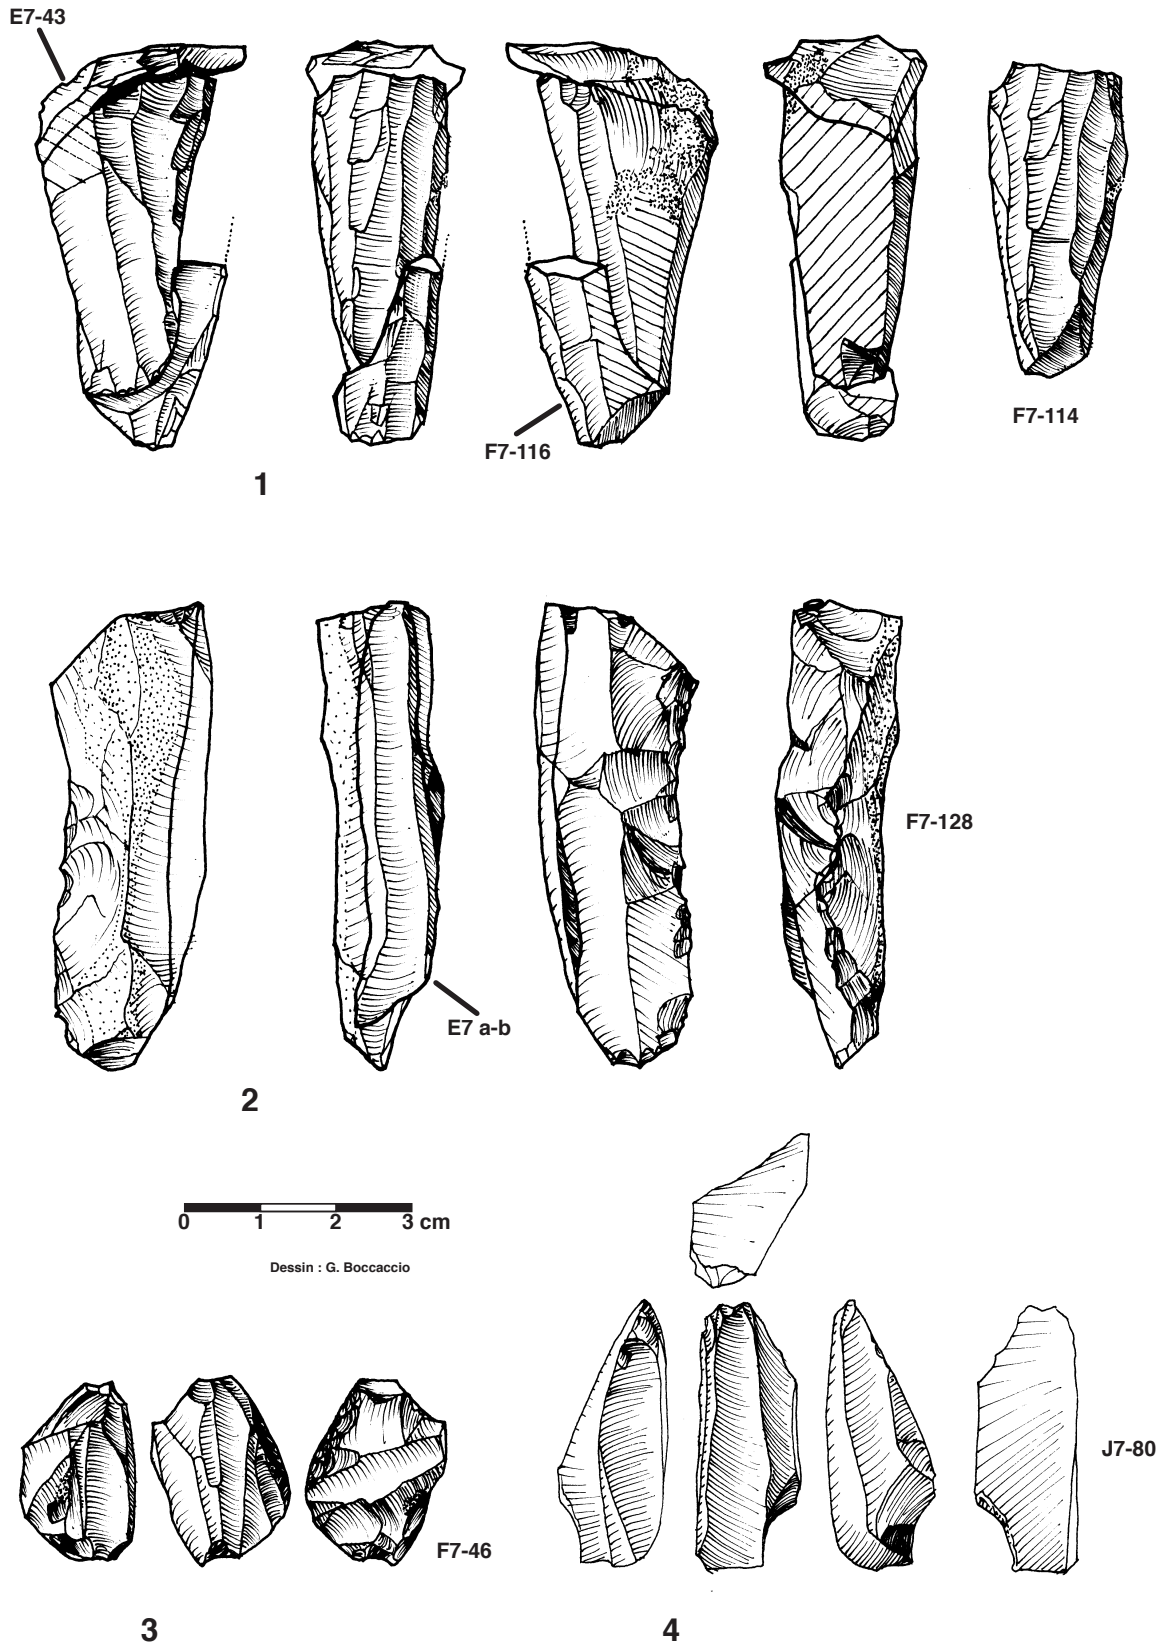 E7-43
F7-114
F7-116
1
F7-128
E7 a-b
2
0 1 2 3 cm
Dessin : G. Boccaccio
J7-80
F7-46
3
4